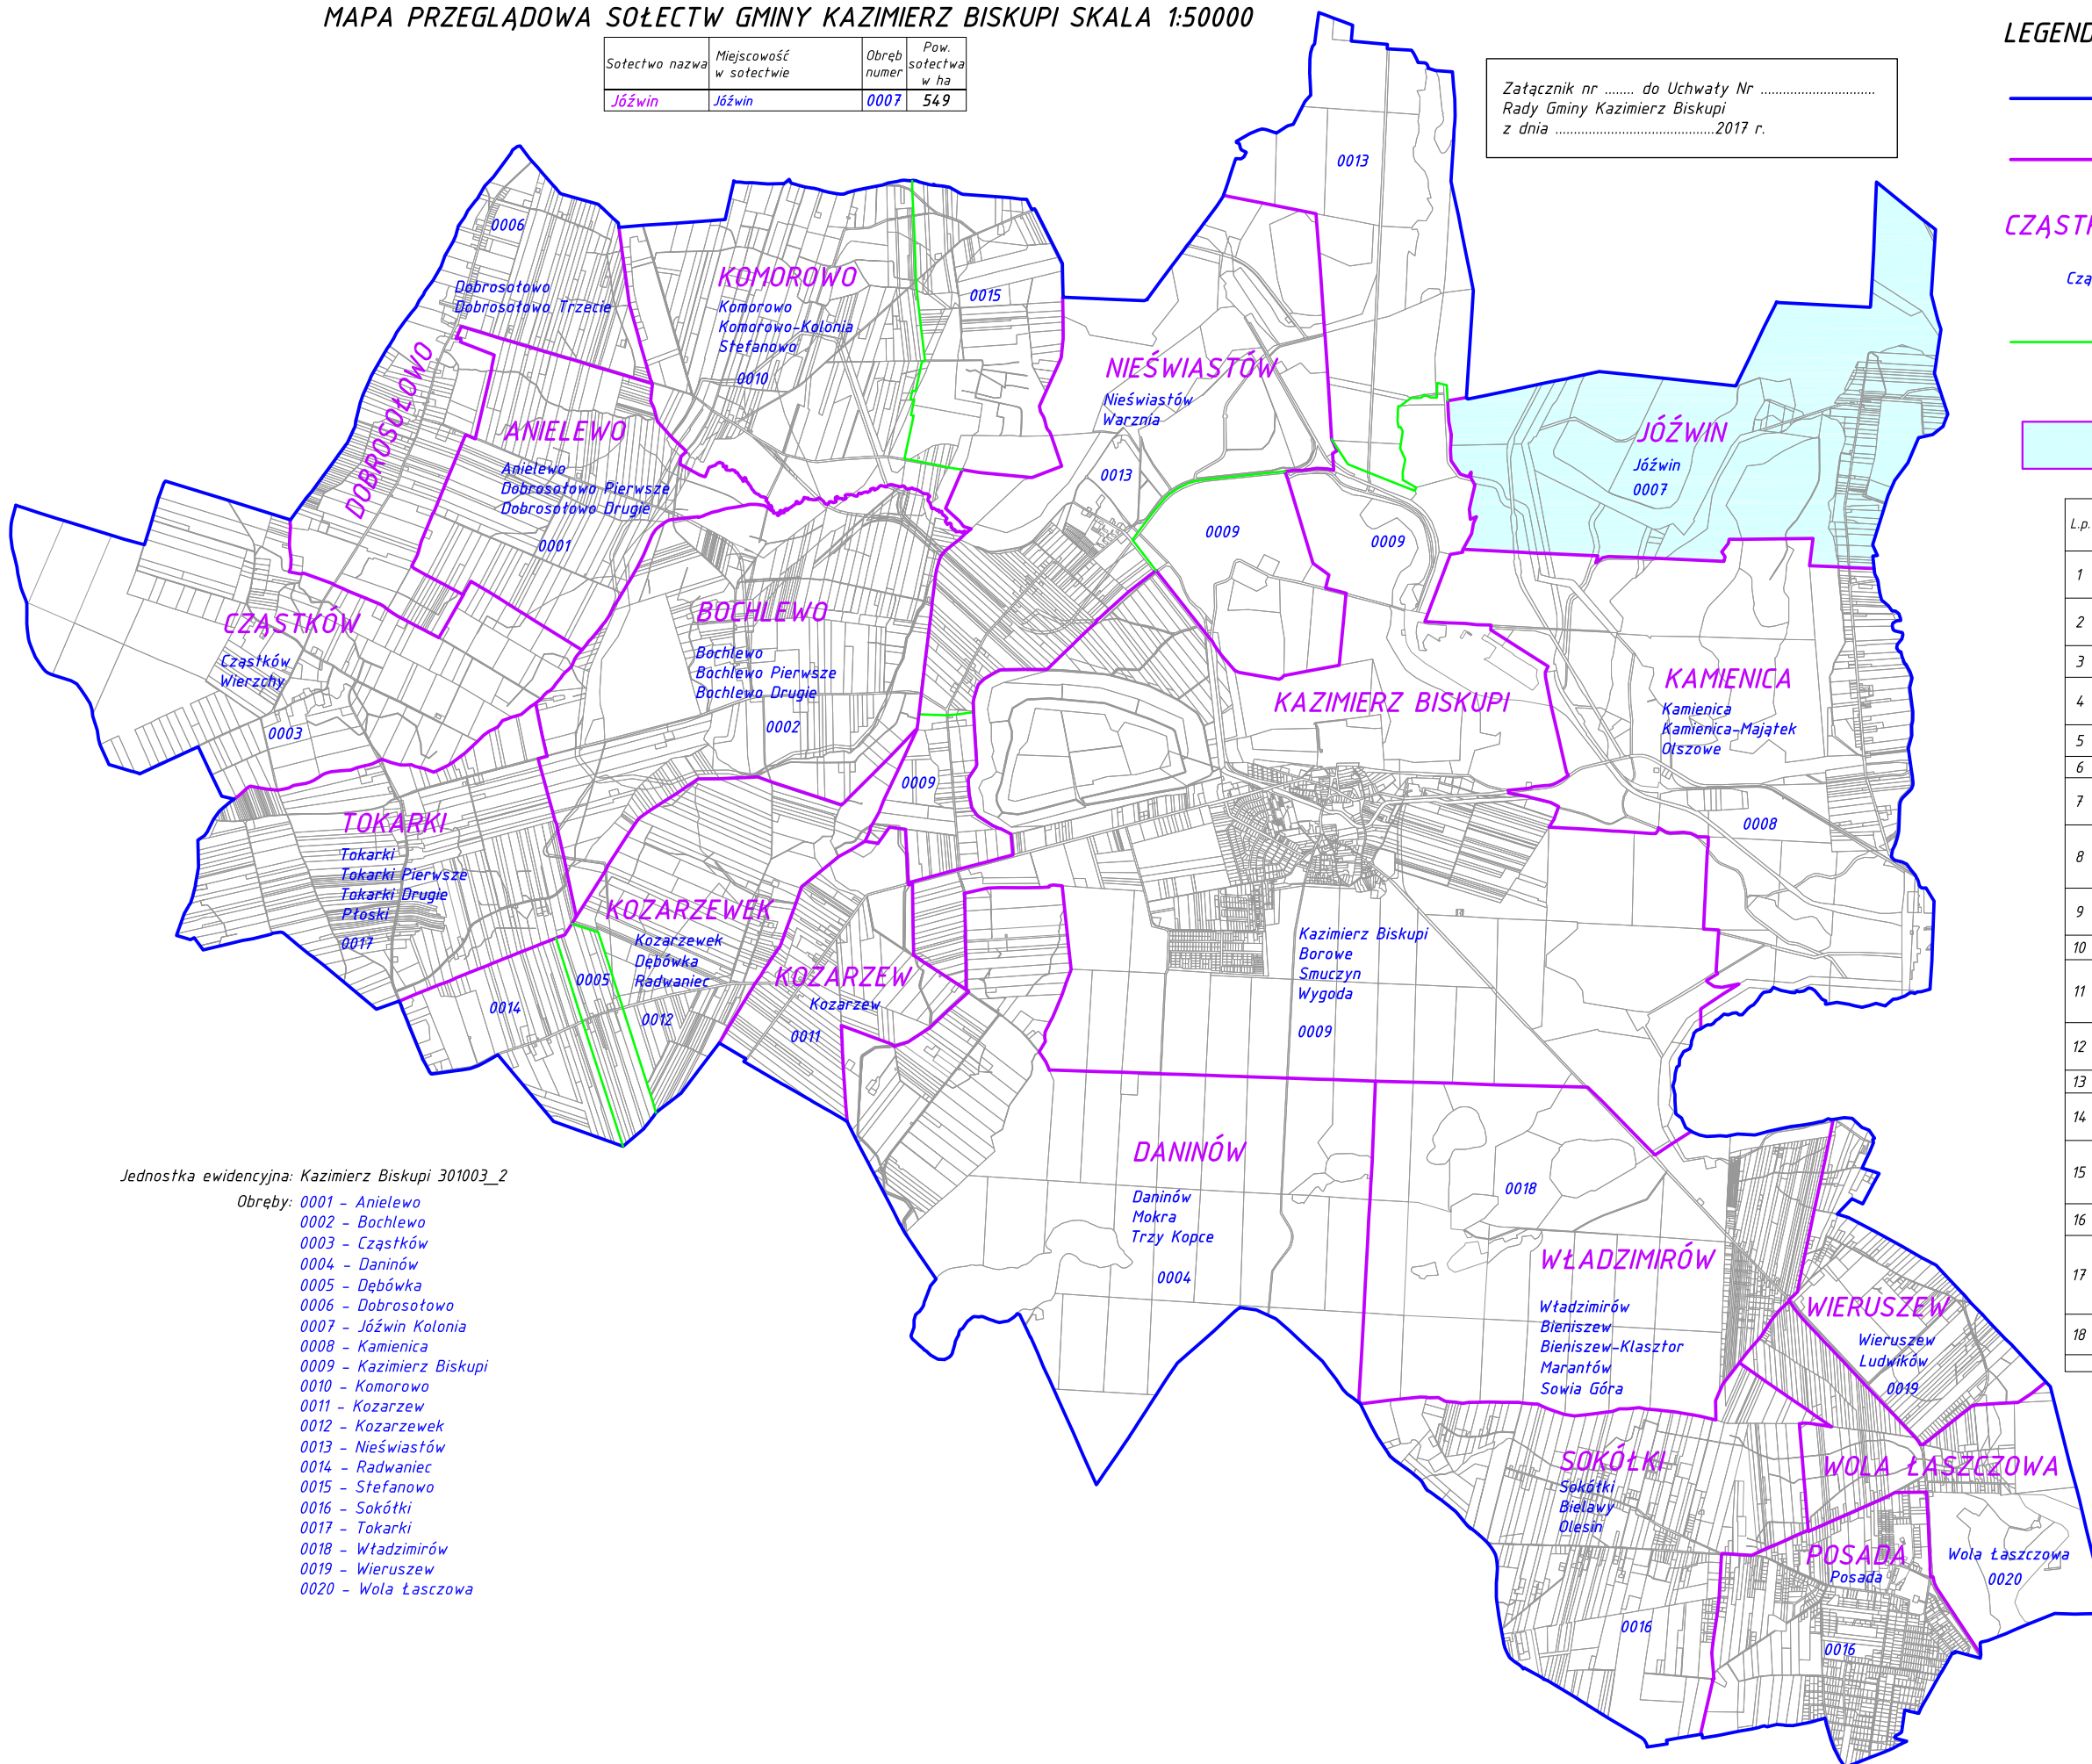 MAPA PRZEGLĄDOWA SOŁECTW GMINY KAZIMIERZ BISKUPI SKALA 1:50000
Sołectwo nazwa
Miejscowość
w sołectwie
Obręb
numer
Pow.
sołectwa
w ha
Jóźwin
Jóźwin
0007
549
Załącznik nr ....... do Uchwały Nr ...............................
Rady Gminy Kazimierz Biskupi
z dnia ...........................................2017 r.
LEGEND
CZĄST
Czą
L.p.
1
2
3
4
5
6
7
8
9
10
11
12
13
14
15
16
17
18
0013
0006
Dobrosołowo
Dobrosołowo Trzecie
DOBROSOŁOWO
KOMOROWO
Komorowo
Komorowo-Kolonia
Stefanowo
0010
0015
NIEŚWIASTÓW
Nieświastów
Warznia
0013
JÓŹWIN
Jóźwin
0007
ANIELEWO
Anielewo
Dobrosołowo Pierwsze
Dobrosołowo Drugie
0001
0009
0009
CZĄSTKÓW
Cząstków
Wierzchy
0003
BOCHLEWO
Bochlewo
Bochlewo Pierwsze
Bochlewo Drugie
0002
KAZIMIERZ BISKUPI
KAMIENICA
Kamienica
Kamienica-Majątek
Olszowe
0008
0009
TOKARKI
Tokarki
Tokarki Pierwsze
Tokarki Drugie
Płoski
0017
KOZARZEWEK
Kozarzewek
Dębówka
Radwaniec
0005
0012
0014
KOZARZEW
Kozarzew
0011
Kazimierz Biskupi
Borowe
Smuczyn
Wygoda
0009
DANINÓW
Daninów
Mokra
Trzy Kopce
0004
0018
WŁADZIMIRÓW
Władzimirów
Bieniszew
Bieniszew-Klasztor
Marantów
Sowia Góra
WIERUSZEW
Wieruszew
Ludwików
0019
SOKÓŁKI
Sokółki
Bielawy
Olesin
0016
WOLA ŁASZCZOWA
Wola Łaszczowa
0020
POSADA
Posada
0016
Jednostka ewidencyjna: Kazimierz Biskupi 301003_2
Obręby: 0001 - Anielewo
0002 - Bochlewo
0003 - Cząstków
0004 - Daninów
0005 - Dębówka
0006 - Dobrosołowo
0007 - Jóźwin Kolonia
0008 - Kamienica
0009 - Kazimierz Biskupi
0010 - Komorowo
0011 - Kozarzew
0012 - Kozarzewek
0013 - Nieświastów
0014 - Radwaniec
0015 - Stefanowo
0016 - Sokółki
0017 - Tokarki
0018 - Władzimirów
0019 - Wieruszew
0020 - Wola Łasczowa